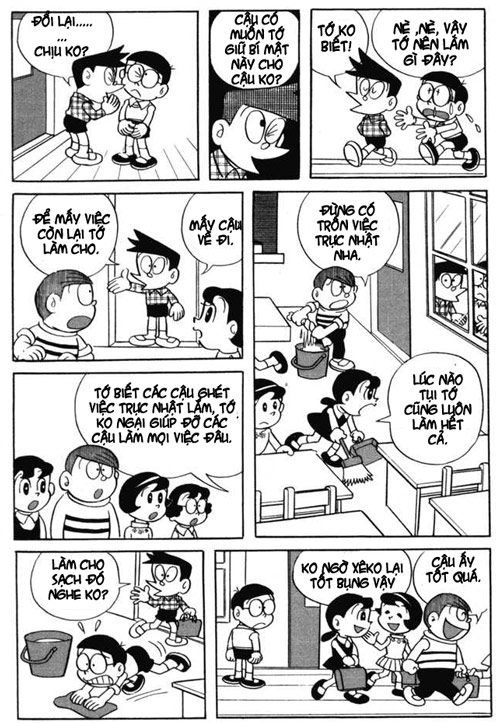 ĐỔI LẠI.....
...
CHỊU KO?
CẬU CÓ
MUỐN TỚ
GIỮ BÍ MẬT
NÀY CHO
CẬU KO?
TỚ KO
BIẾT!
NÈ ,NÈ, VẬY
TỚ NÊN LÀM
GÌ ĐÂY?
ĐỂ MẤY VIỆC
CÒN LẠI TỚ
LÀM CHO.
MẤY CẬU
VỀ ĐI.
ĐỪNG CÓ
TRỐN VIỆC
TRỰC NHẬT
NHA.
LÚC NÀO
TỤI TỚ
CŨNG LUÔN
LÀM HẾT
CẢ.
TỚ BIẾT CÁC CẬU GHÉT
VIỆC TRỰC NHẬT LẮM, TỚ
KO NGẠI GIÚP ĐỠ CÁC
CẬU LÀM MỌI VIỆC ĐÂU.
LÀM CHO
SẠCH ĐÓ
NGHE KO?
KO NGỜ XÊKO LẠI
TỐT BỤNG VẬY
CẬU ẤY
TỐT QUÁ.